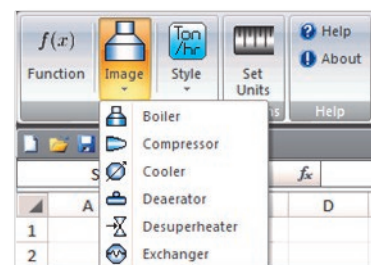 f(x) Ton /hr Help
About
Function Image Style Set Units
Help
Boiler
Compressor
S Cooler fx
A Deaerator D
1 Desuperheater
2 Exchanger